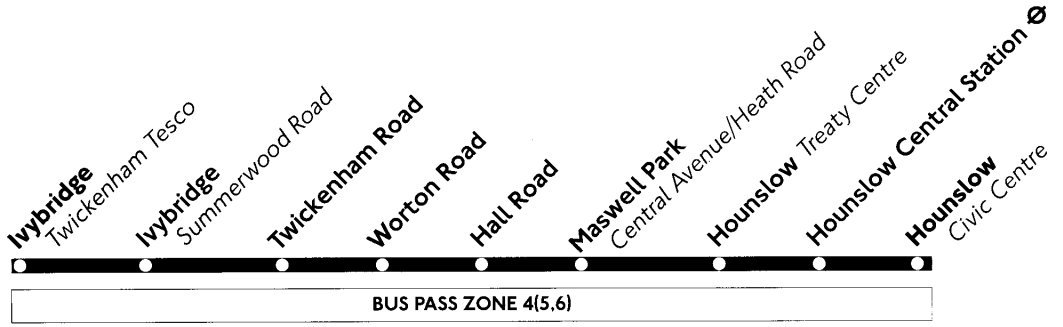 Ivybridge
Twickenham Tesco
Ivybridge
Summerwood Road
Twickenham Road
Worton Road
Hall Road
Maswell Park
Central Avenue/Heath Road
Hounslow Treaty Centre
Hounslow Central Station
Hounslow
Civic Centre
BUS PASS ZONE 4(5,6)